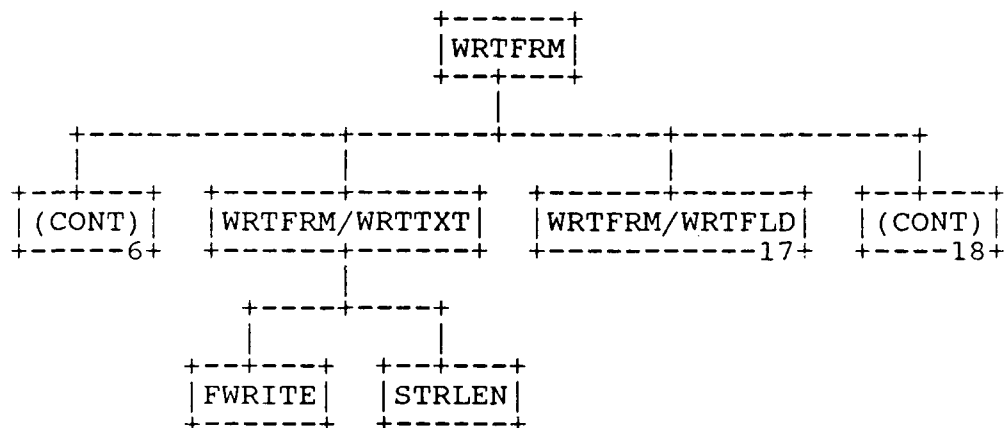 WRTFRM
(CONT) WRTFRM/WRTTXT WRTFRM/WRTFLD (CONT)
6 17 18
FWRITE STRLEN